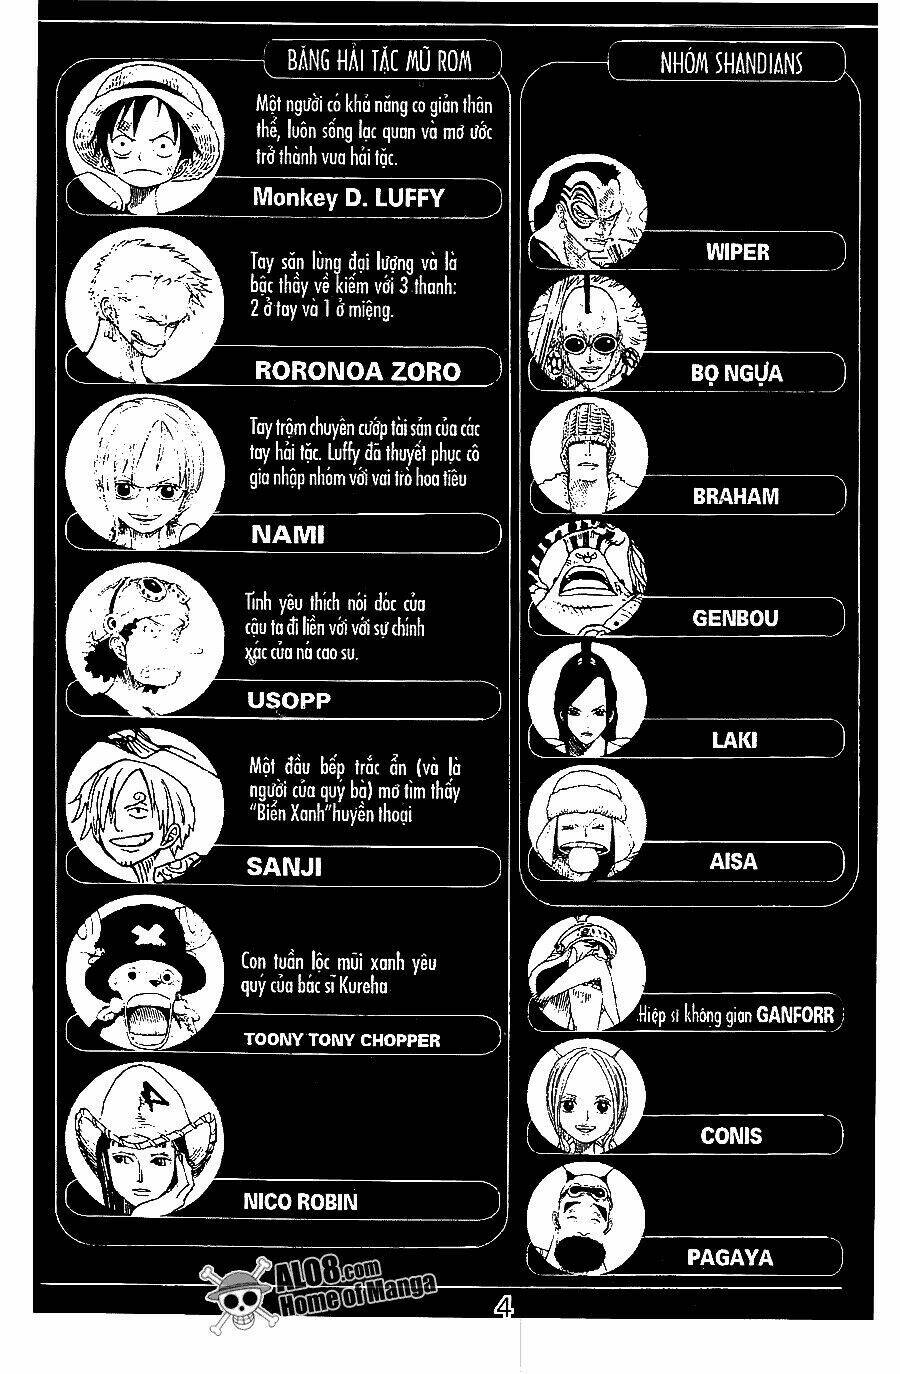 BĂNG HẢI TẶC MŨ ROM
Một người có khả năng co giản thân
thể, luôn sống lạc quan và mơ ước
trở thành vua hải tặc.
Monkey D. LUFFY
Tay săn lùng đại lượng và là
bậc thầy về kiếm với 3 thanh:
2 ở tay và 1 ở miệng.
RORONOA ZORO
Tay trộm chuyên cướp tài sản của các
tay hải tặc. Luffy đã thuyết phục cô
gia nhập nhóm với vai trò hoa tiêu
NAMI
Tính yêu thích nói dóc của
cậu ta đi liền với với sự chính
xác của ná cao su.
USOPP
Một đầu bếp trắc ẩn (và là
người của quý bà) mơ tìm thấy
"Biển Xanh"huyền thoại
SANJI
Con tuần lộc mũi xanh yêu
quý của bác sĩ Kureha
TOONY TONY CHOPPER
NICO ROBIN
NHÓM SHANDIANS
WIPER
BỌ NGỰA
BRAHAM
GENBOU
LAKI
AISA
Hiệp sĩ không gian GANFORR
CONIS
PAGAYA
ALO8.com
Home of Manga
4